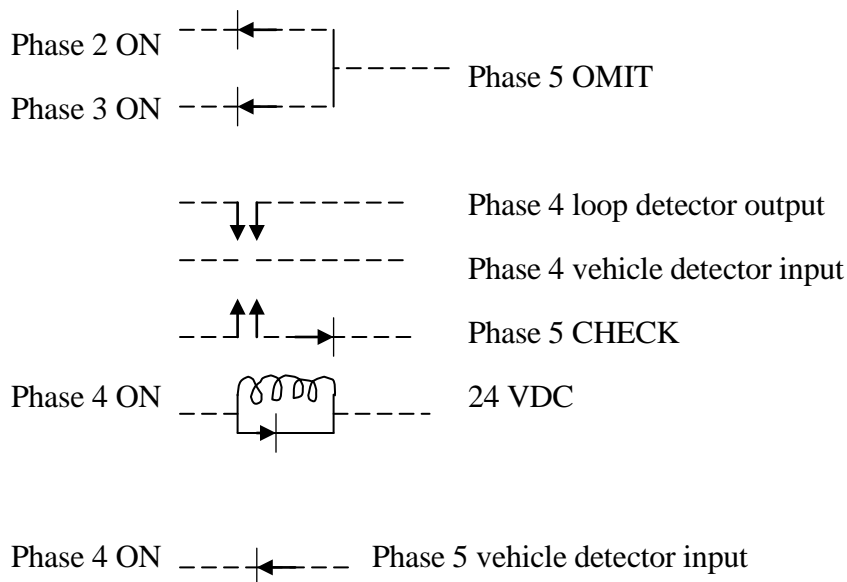 Phase 2 ON
Phase 5 OMIT
Phase 3 ON
Phase 4 loop detector output
Phase 4 vehicle detector input
Phase 5 CHECK
Phase 4 ON 24 VDC
Phase 4 ON Phase 5 vehicle detector input